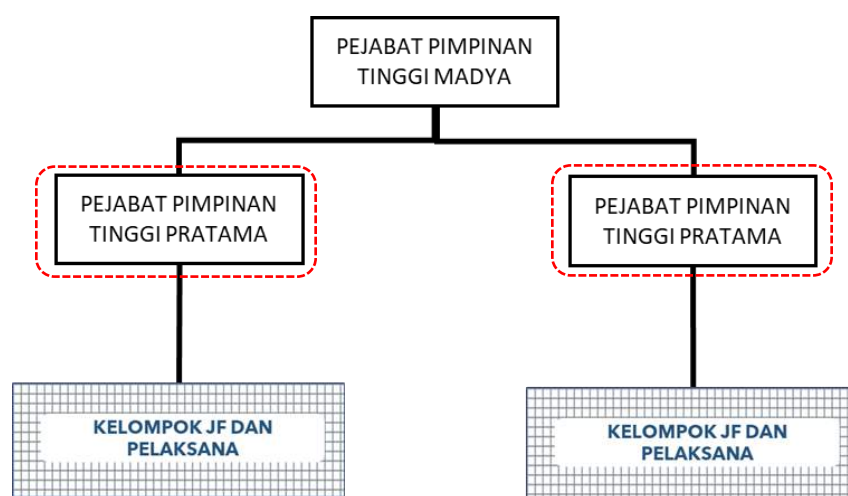 PEJABAT PIMPINAN
TINGGI MADYA
PEJABAT PIMPINAN
TINGGI PRATAMA
PEJABAT PIMPINAN
TINGGI PRATAMA
KELOMPOK JF DAN
PELAKSANA
KELOMPOK JF DAN
PELAKSANA